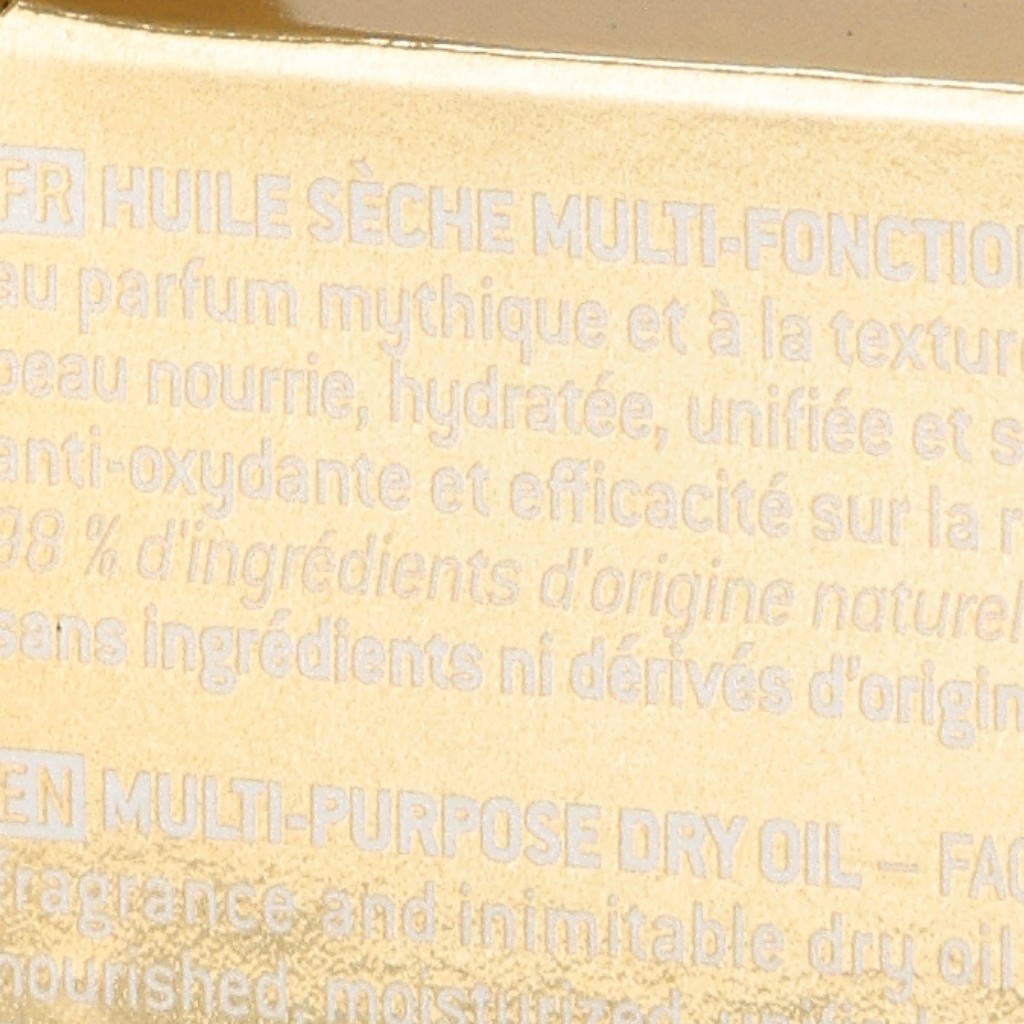 FR HUILE SÈCHE MULTI-FONCTIO
au parfum mythique et à la textur
peau nourrie, hydratée, unifiée et s
anti-oxydante et efficacité sur la r
98 % d'ingrédients d'origine naturel
sans ingrédients ni dérivés d'origin
EN MULTI-PURPOSE DRY OIL – FAC
fragrance and inimitable dry oil
nourished, moisturized,